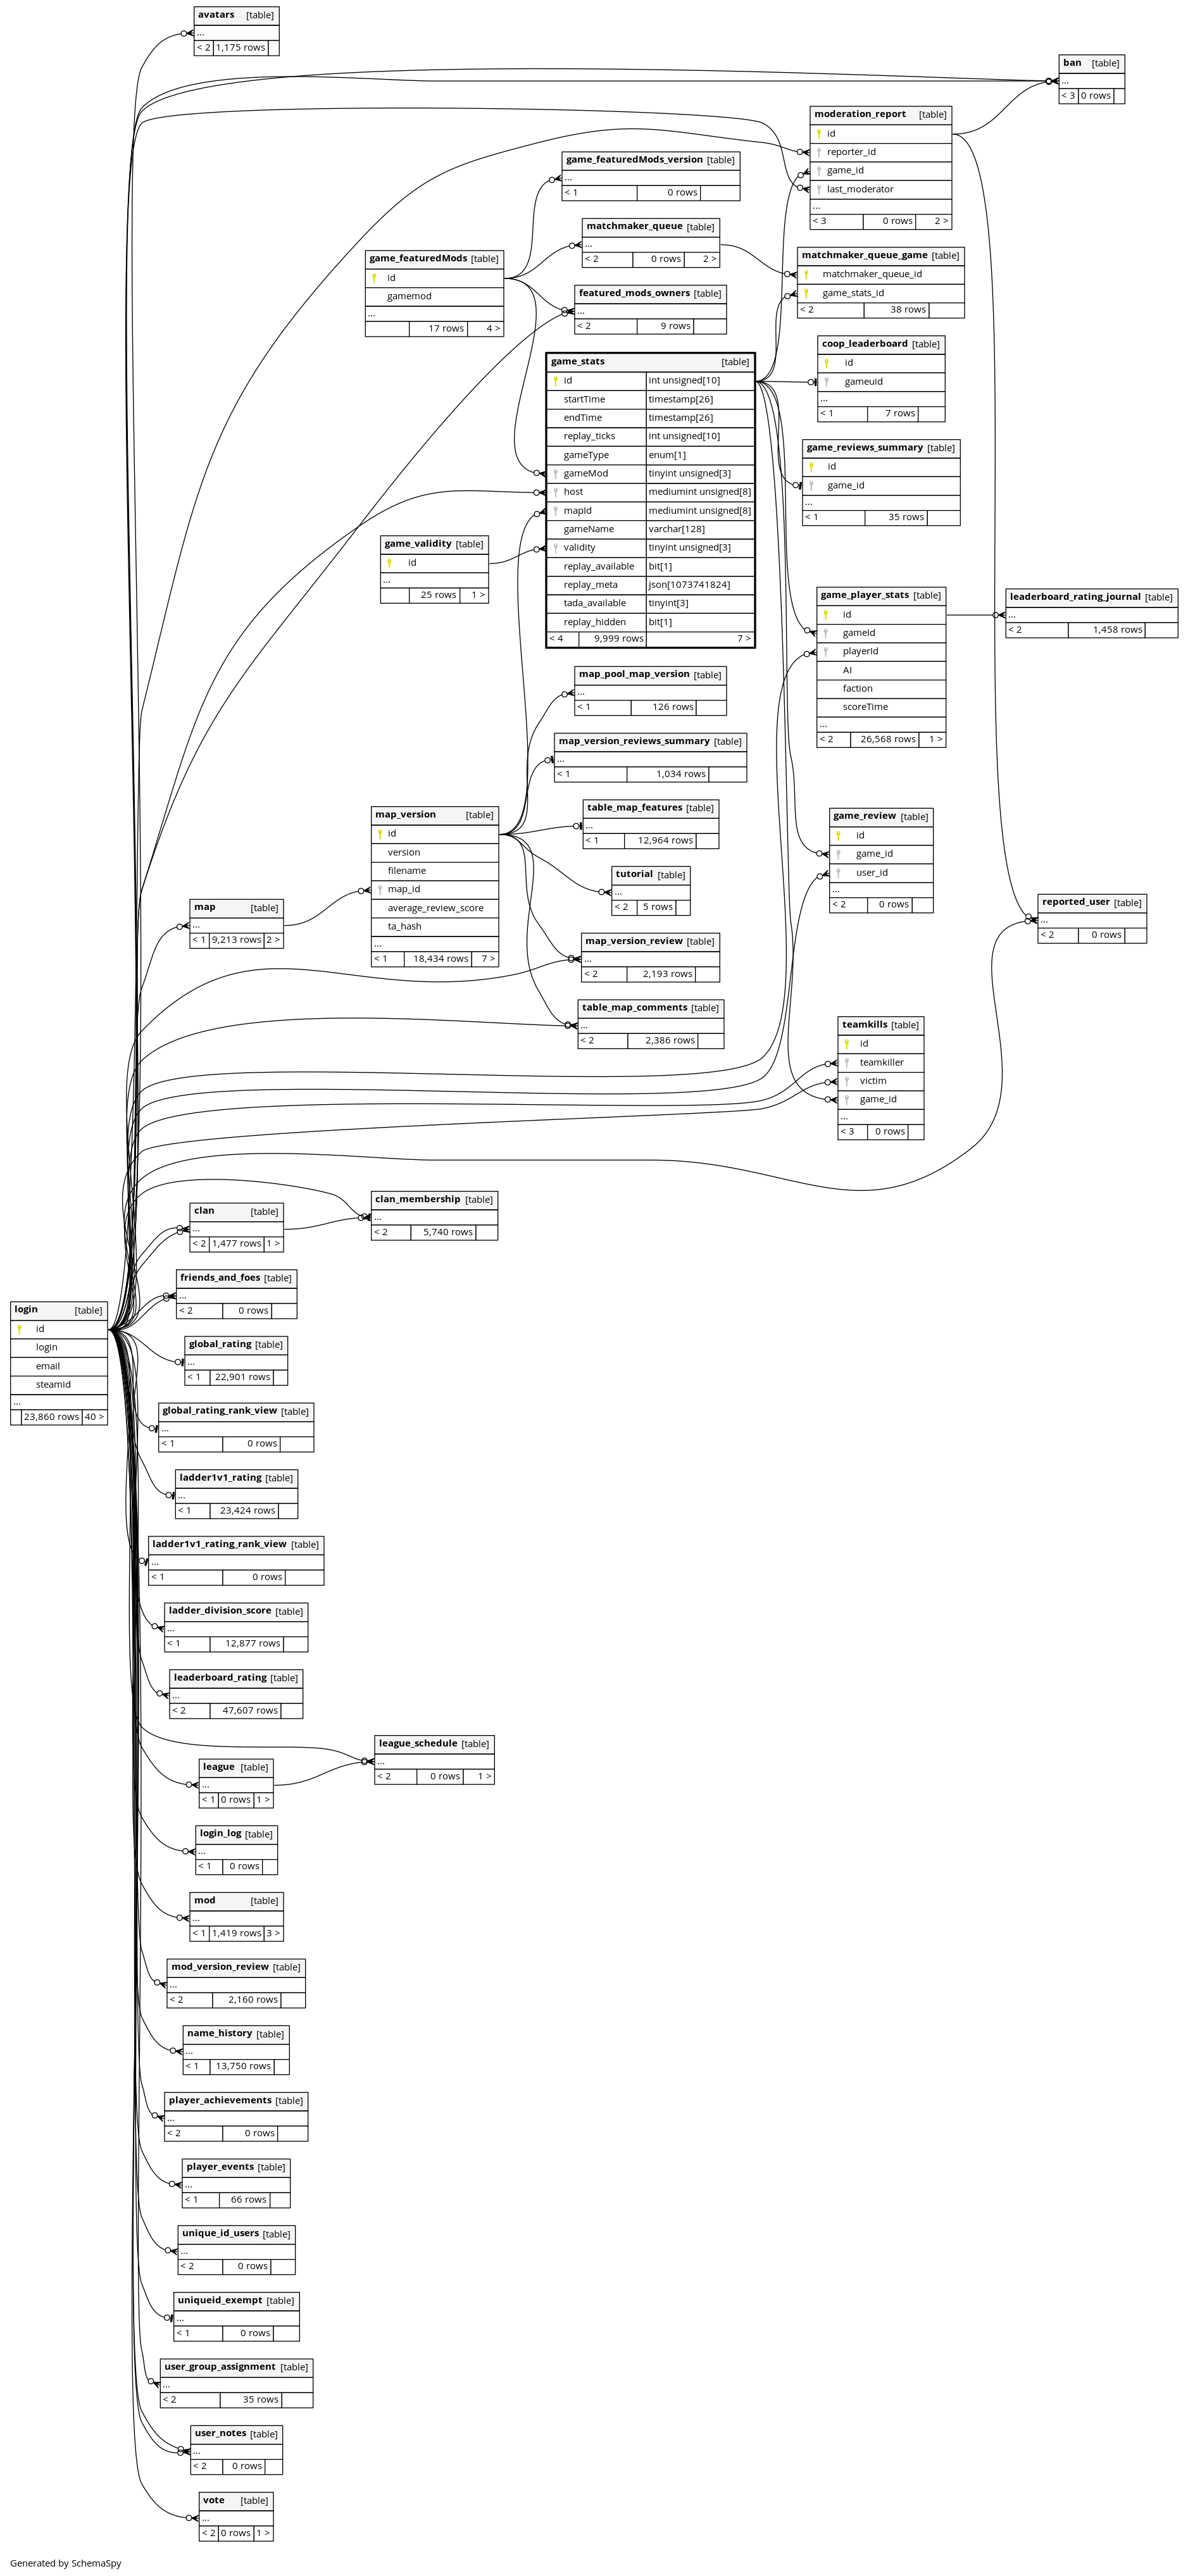 avatars [table]
...
< 2 1,175 rows
ban [table]
...
< 3 0 rows
moderation_report [table]
id
reporter_id
game_id
last_moderator
...
< 3 0 rows 2 >
game_featuredMods_version [table]
...
< 1 0 rows
matchmaker_queue [table]
...
< 2 0 rows 2 >
game_featuredMods [table]
id
gamemod
...
17 rows 4 >
matchmaker_queue_game [table]
matchmaker_queue_id
game_stats_id
< 2 38 rows
featured_mods_owners [table]
...
< 2 9 rows
coop_leaderboard [table]
id
gameuid
...
< 1 7 rows
game_stats [table]
id int unsigned[10]
startTime timestamp[26]
endTime timestamp[26]
replay_ticks int unsigned[10]
gameType enum[1]
gameMod tinyint unsigned[3]
host mediumint unsigned[8]
mapId mediumint unsigned[8]
gameName varchar[128]
validity tinyint unsigned[3]
replay_available bit[1]
replay_meta json[1073741824]
tada_available tinyint[3]
replay_hidden bit[1]
< 4 9,999 rows 7 >
game_reviews_summary [table]
id
game_id
...
< 1 35 rows
game_validity [table]
id
...
25 rows 1 >
game_player_stats [table]
id
gameId
playerId
AI
faction
scoreTime
...
< 2 26,568 rows 1 >
leaderboard_rating_journal [table]
...
< 2 1,458 rows
map_pool_map_version [table]
...
< 1 126 rows
map_version_reviews_summary [table]
...
< 1 1,034 rows
table_map_features [table]
...
< 1 12,964 rows
map_version [table]
id
version
filename
map_id
average_review_score
ta_hash
...
< 1 18,434 rows 7 >
game_review [table]
id
game_id
user_id
...
< 2 0 rows
tutorial [table]
...
< 2 5 rows
reported_user [table]
...
< 2 0 rows
map [table]
...
< 1 9,213 rows 2 >
map_version_review [table]
...
< 2 2,193 rows
table_map_comments [table]
...
< 2 2,386 rows
teamkills [table]
id
teamkiller
victim
game_id
...
< 3 0 rows
clan_membership [table]
...
< 2 5,740 rows
clan [table]
...
< 2 1,477 rows 1 >
friends_and_foes [table]
...
< 2 0 rows
login [table]
id
login
email
steamid
...
23,860 rows 40 >
global_rating [table]
...
< 1 22,901 rows
global_rating_rank_view [table]
...
< 1 0 rows
ladder1v1_rating [table]
...
< 1 23,424 rows
ladder1v1_rating_rank_view [table]
...
< 1 0 rows
ladder_division_score [table]
...
< 1 12,877 rows
leaderboard_rating [table]
...
< 2 47,607 rows
league_schedule [table]
...
< 2 0 rows 1 >
league [table]
...
< 1 0 rows 1 >
login_log [table]
...
< 1 0 rows
mod [table]
...
< 1 1,419 rows 3 >
mod_version_review [table]
...
< 2 2,160 rows
name_history [table]
...
< 1 13,750 rows
player_achievements [table]
...
< 2 0 rows
player_events [table]
...
< 1 66 rows
unique_id_users [table]
...
< 2 0 rows
uniqueid_exempt [table]
...
< 1 0 rows
user_group_assignment [table]
...
< 2 35 rows
user_notes [table]
...
< 2 0 rows
vote [table]
...
< 2 0 rows 1 >
Generated by SchemaSpy